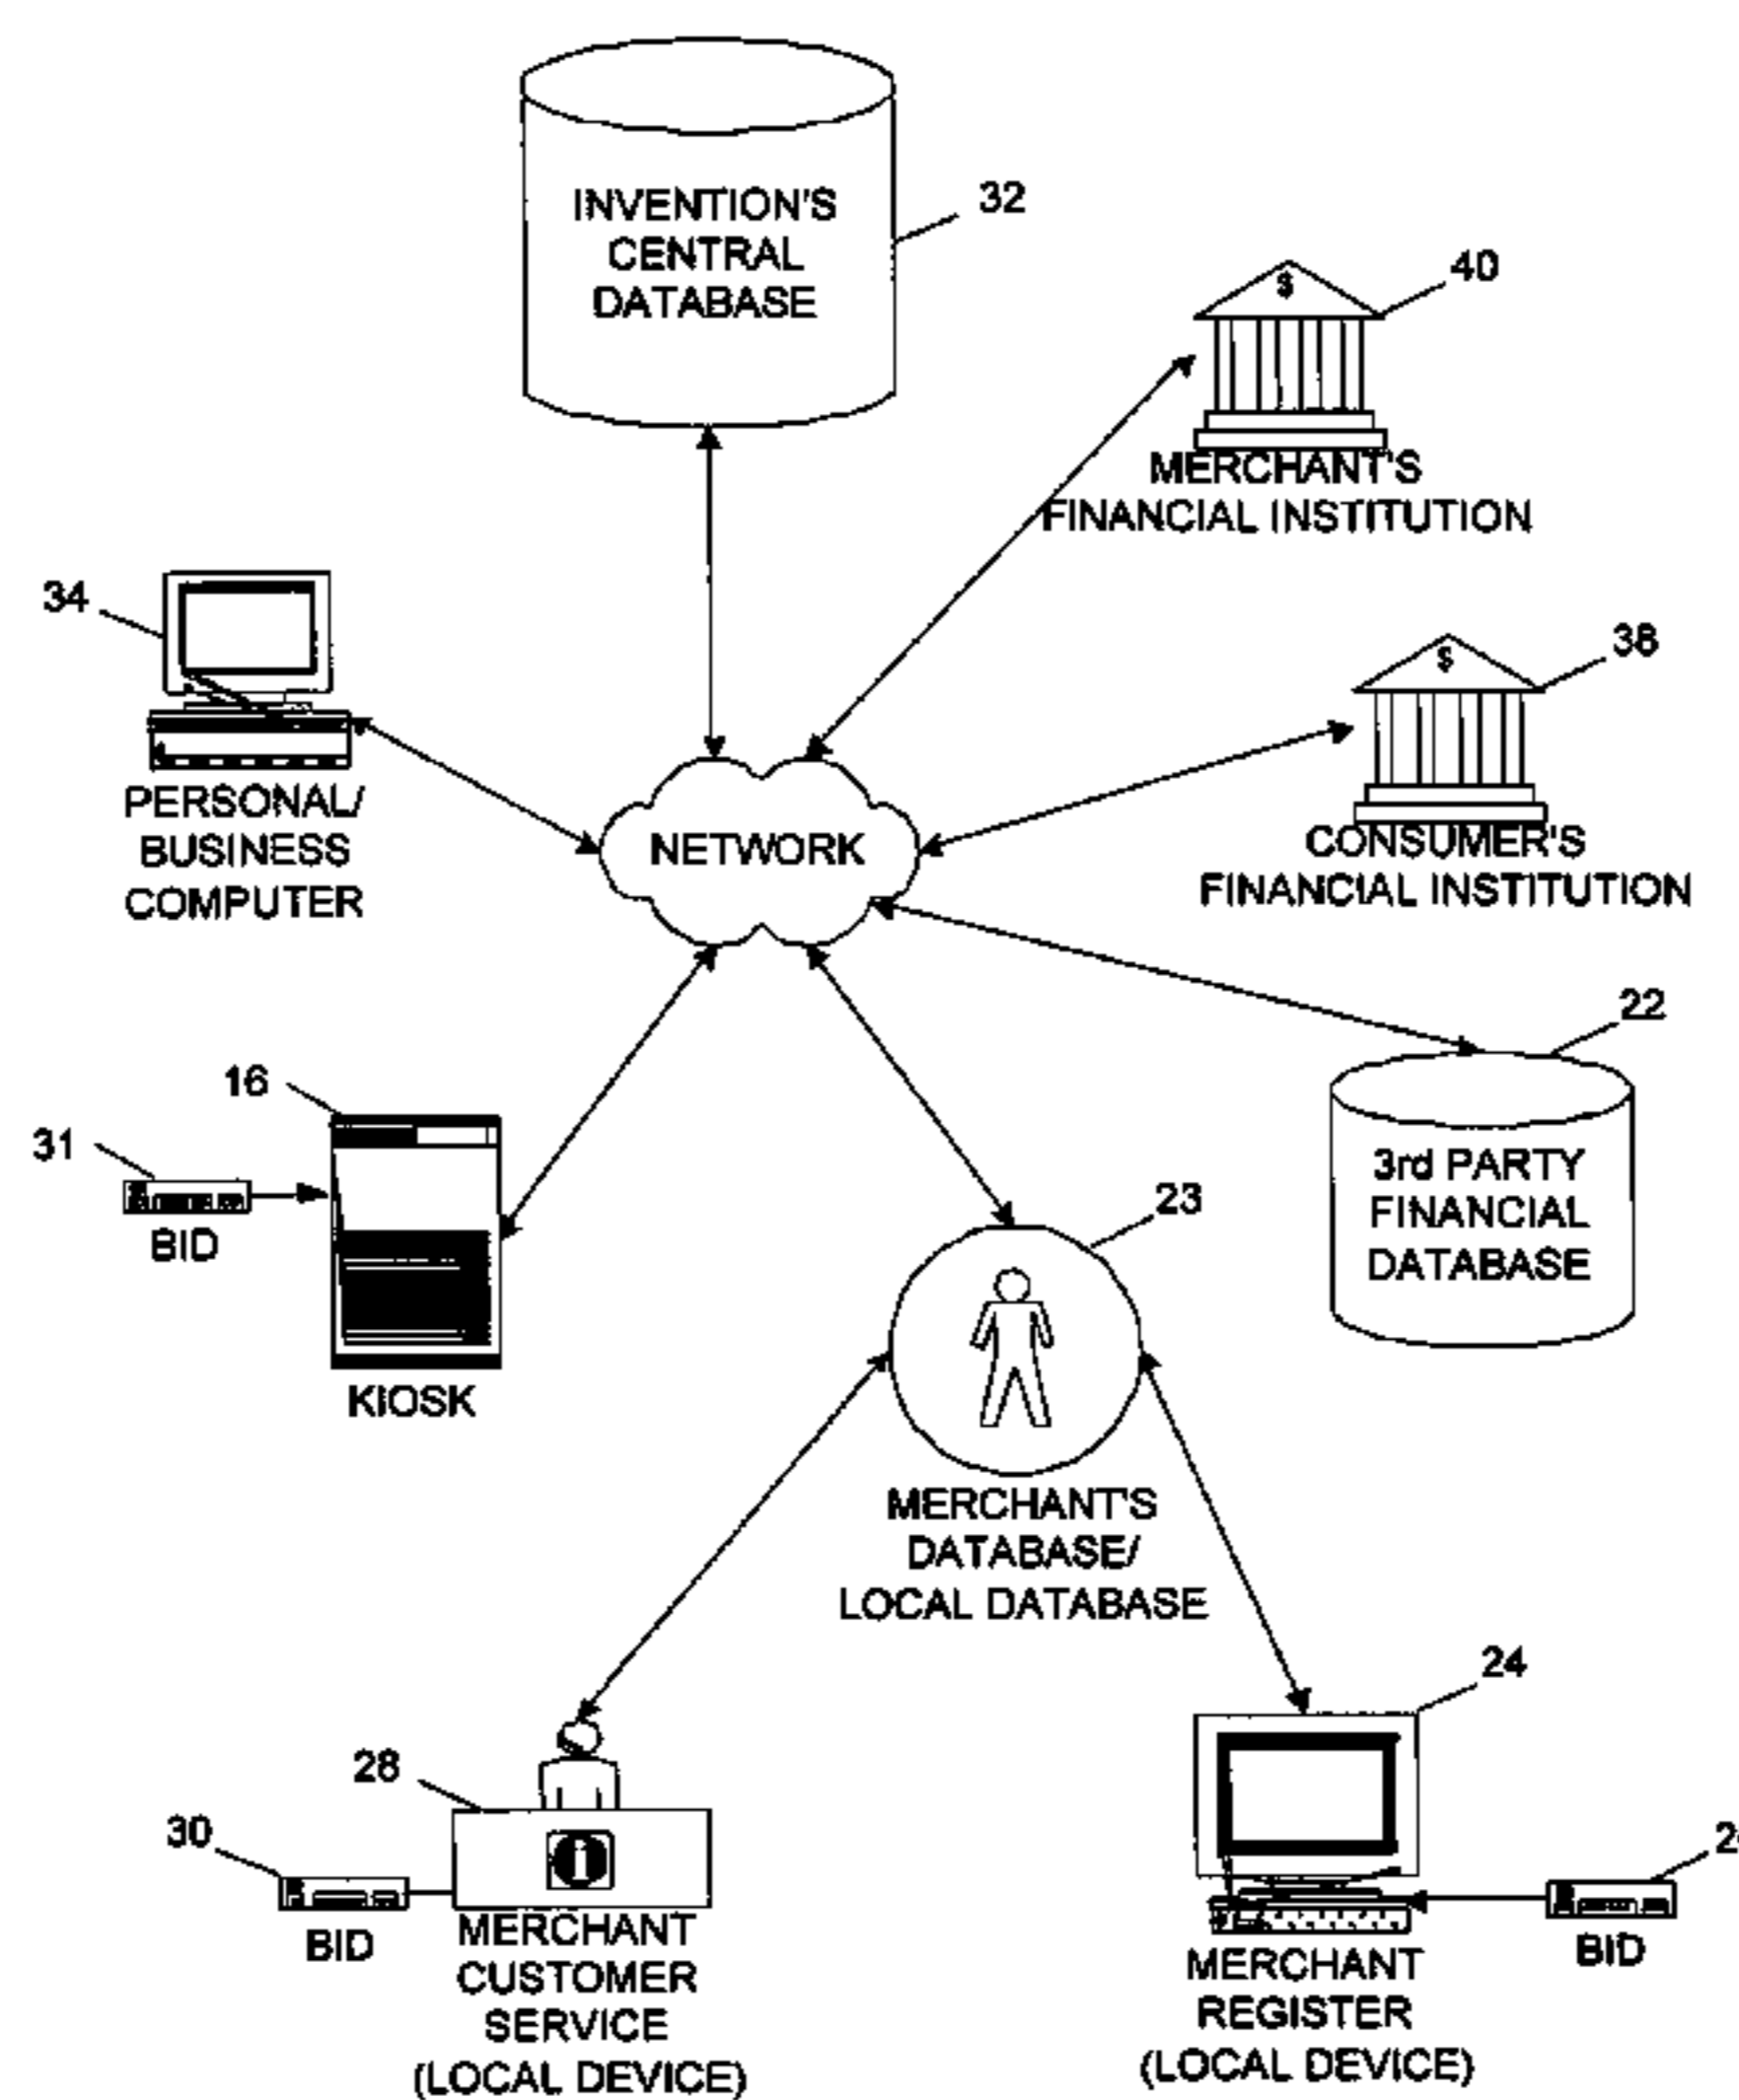 INVENTION'S
CENTRAL
DATABASE
32
40
$
MERCHANT'S
FINANCIAL INSTITUTION
34
PERSONAL/
BUSINESS
COMPUTER
38
$
CONSUMER'S
FINANCIAL INSTITUTION
NETWORK
22
3rd PARTY
FINANCIAL
DATABASE
16
31
BID
KIOSK
23
MERCHANT'S
DATABASE/
LOCAL DATABASE
28
30
i
BID
MERCHANT
CUSTOMER
SERVICE
(LOCAL DEVICE)
24
BID
MERCHANT
REGISTER
(LOCAL DEVICE)